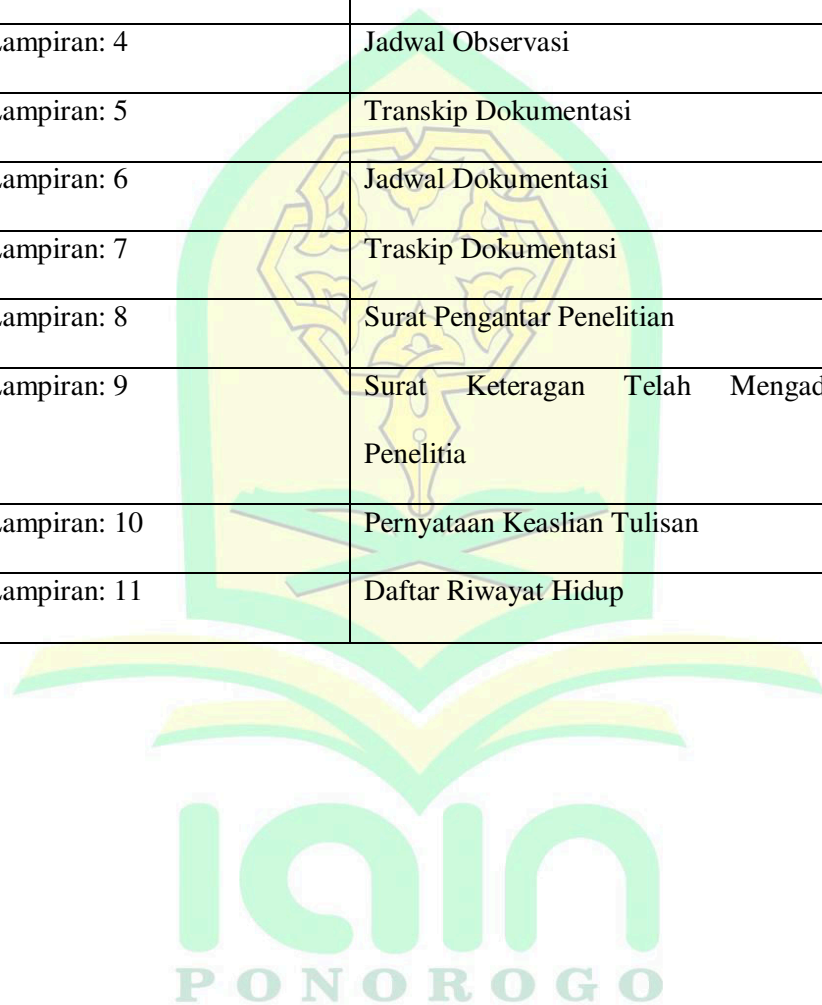 ampiran: 4 Jadwal Observasi
ampiran: 5 Transkip Dokumentasi
ampiran: 6 Jadwal Dokumentasi
ampiran: 7 Traskip Dokumentasi
ampiran: 8 Surat Pengantar Penelitian
ampiran: 9 Surat Keteragan Telah Mengad
Penelitia
ampiran: 10 Pernyataan Keaslian Tulisan
ampiran: 11 Daftar Riwayat Hidup
iain
PONOROGO